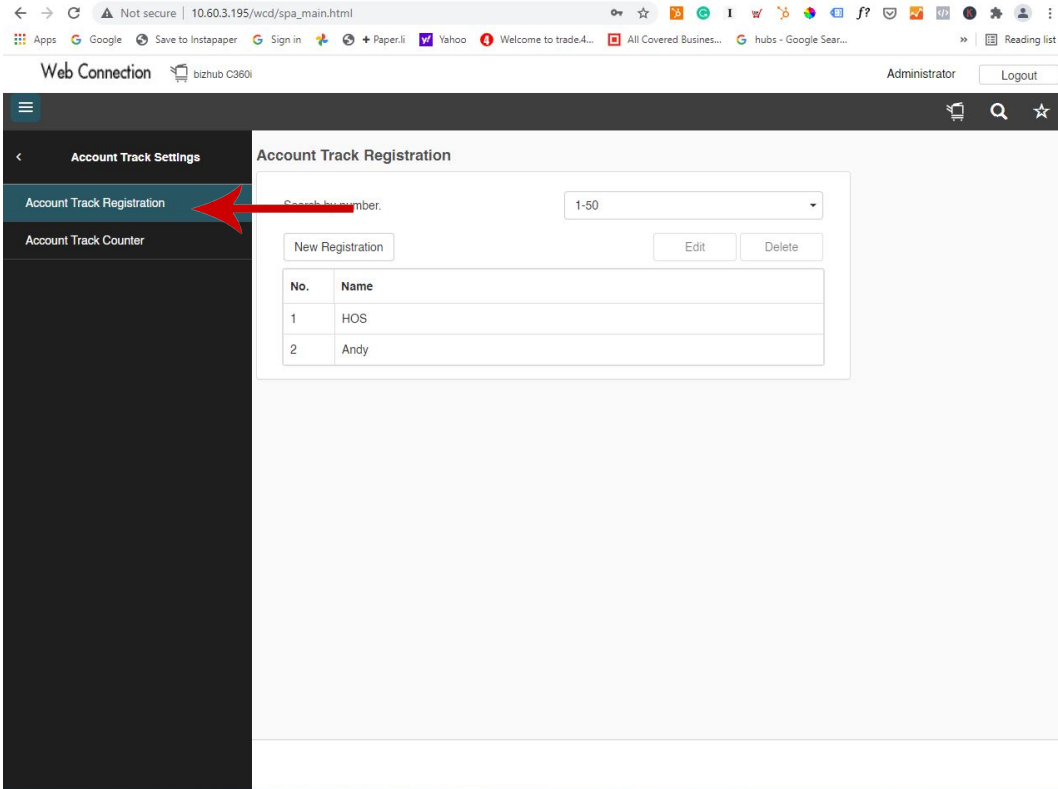 Not secure | 10.60.3.195/wcd/spa_main.html
Apps Google Save to Instapaper Sign in + Paper.li Yahoo Welcome to trade.4... All Covered Busines... hubs - Google Sear... » Reading list
Web Connection bizhub C360i Administrator Logout
Account Track Settings
Account Track Registration
Account Track Counter
Account Track Registration
Search by number. 1-50
New Registration Edit Delete
No. Name
1 HOS
2 Andy